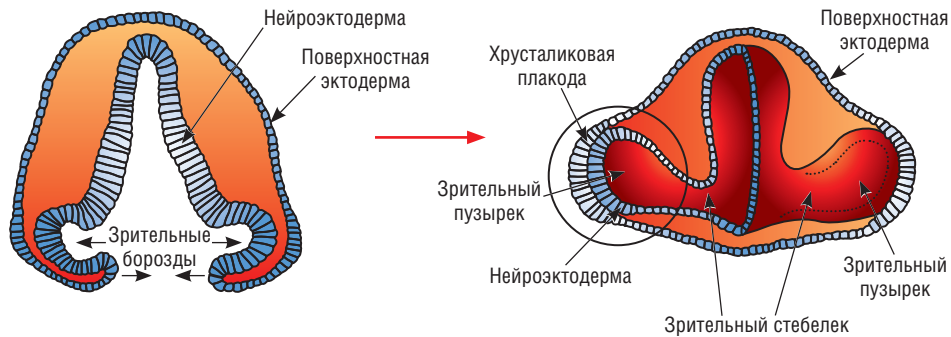 Нейроэктодерма
Поверхностная
эктодерма
Зрительные
борозды
Хрусталиковая
плакода
Поверхностная
эктодерма
Зрительный
пузырек
Нейроэктодерма
Зрительный
пузырек
Зрительный стебелек